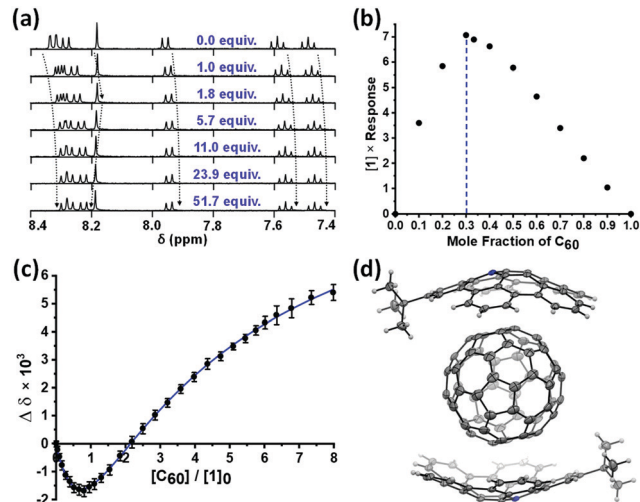 (a)
0.0 equiv.
1.0 equiv.
1.8 equiv.
5.7 equiv.
11.0 equiv.
23.9 equiv.
51.7 equiv.
8.4 8.2 8.0 7.8 7.6 7.4
δ (ppm)
(b)
7
6
5
4
3
2
1
0
[1] × Response
0.0 0.1 0.2 0.3 0.4 0.5 0.6 0.7 0.8 0.9 1.0
Mole Fraction of C60
(c)
6
5
4
3
2
1
0
-1
-2
Δ δ × 10³
0 1 2 3 4 5 6 7 8
[C60] / [1]0
(d)